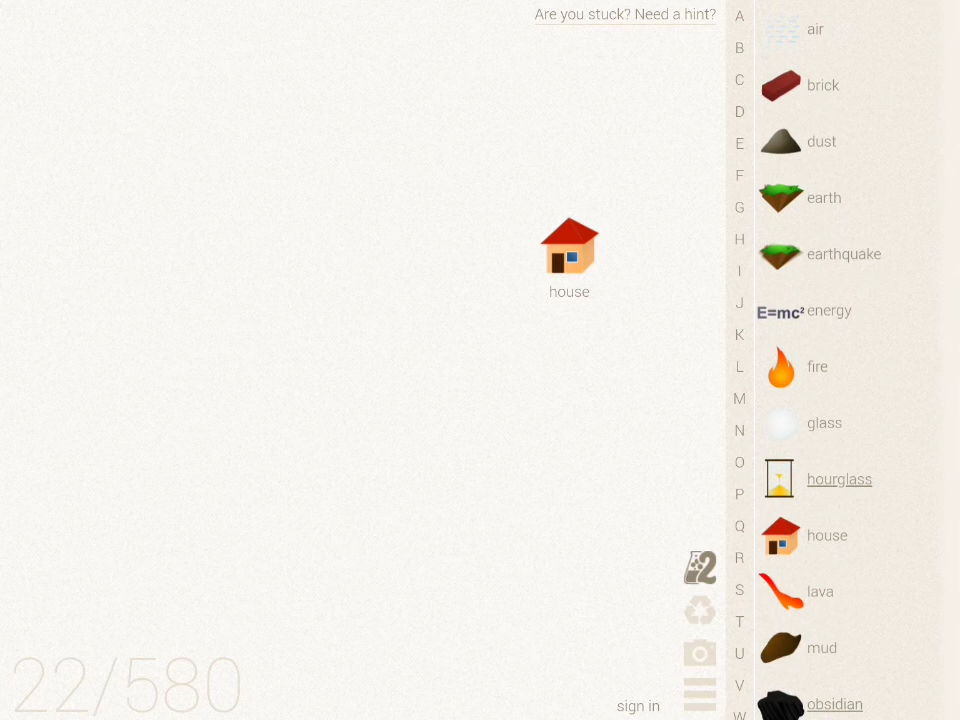 Are you stuck? Need a hint?
A
B
C
D
E
F
G
H
I
J
K
L
M
N
O
P
Q
R
S
T
U
V
W
air
brick
dust
earth
earthquake
E=mc² energy
fire
glass
hourglass
house
lava
mud
obsidian
house
2
22/580
sign in